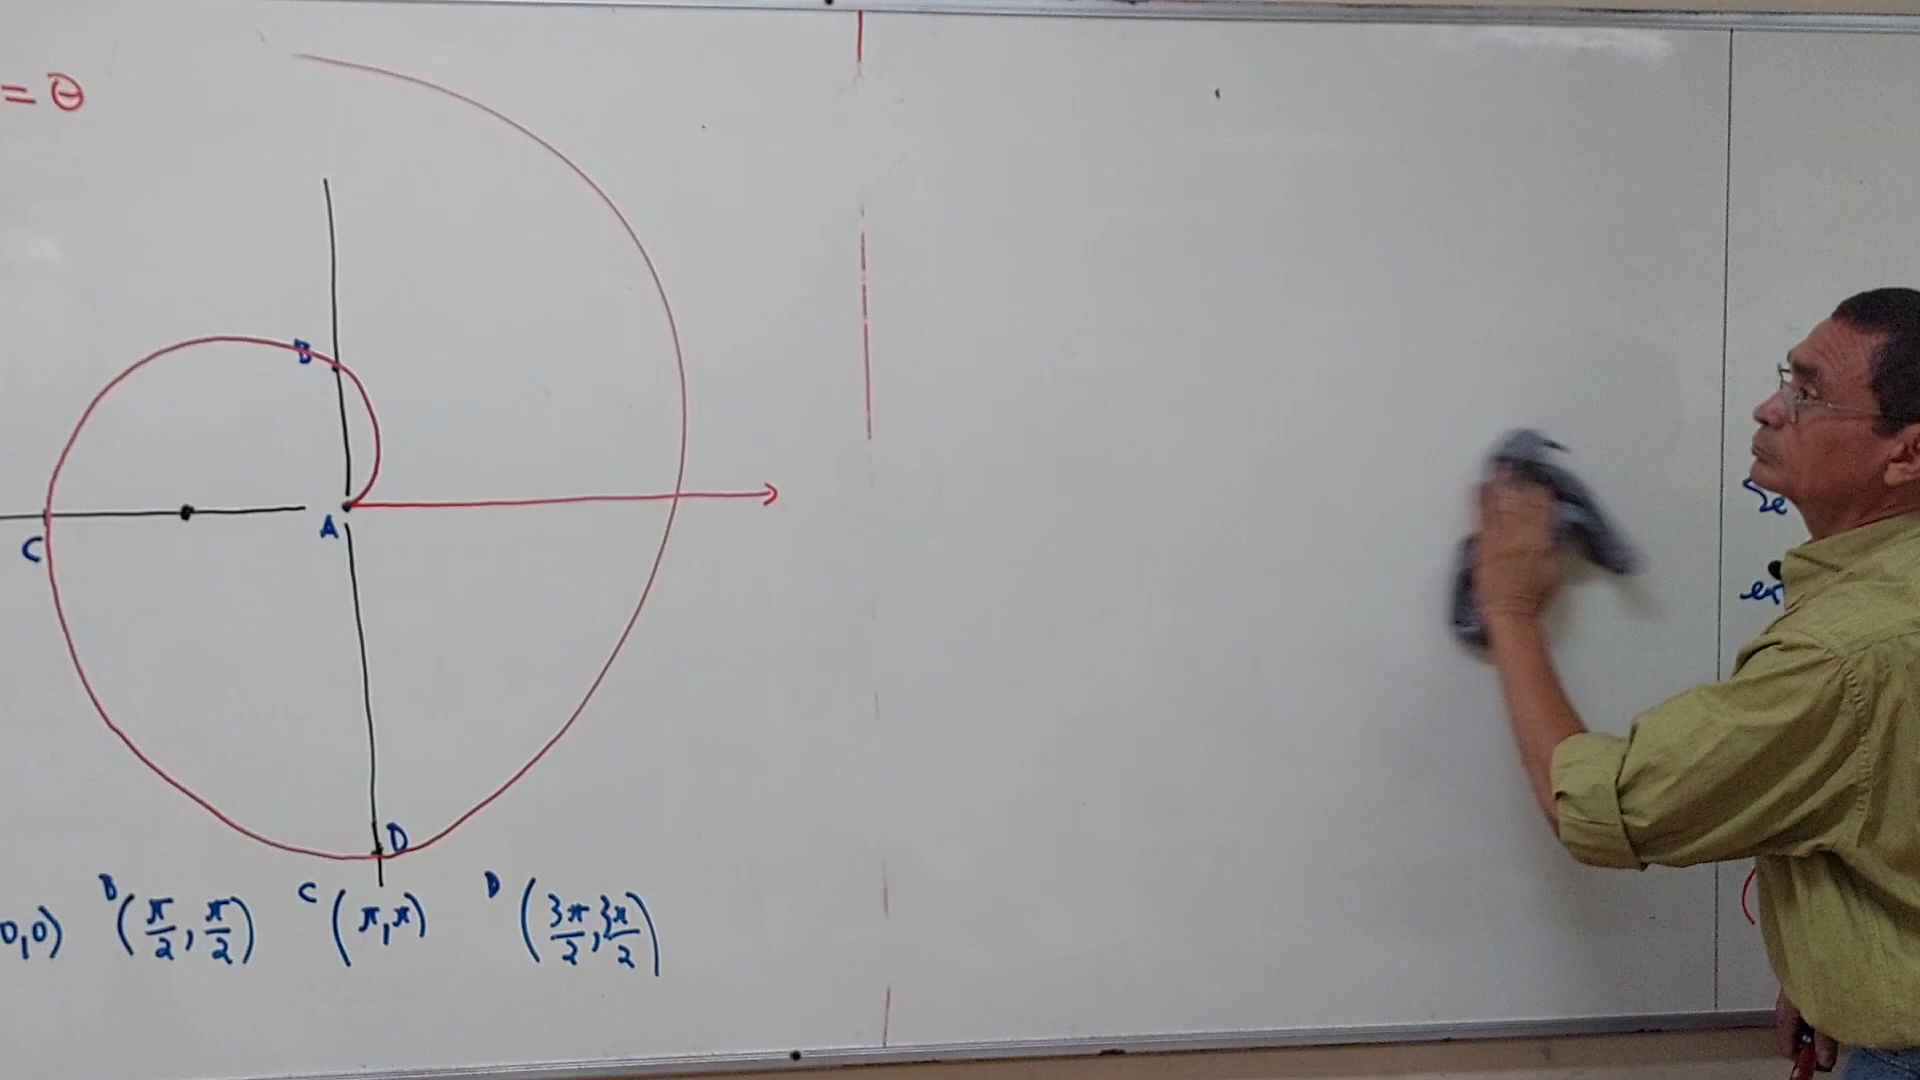 = θ
B
A
C
D
0,0) B (π/2, π/2) C (π,π) D (3π/2, 3π/2)